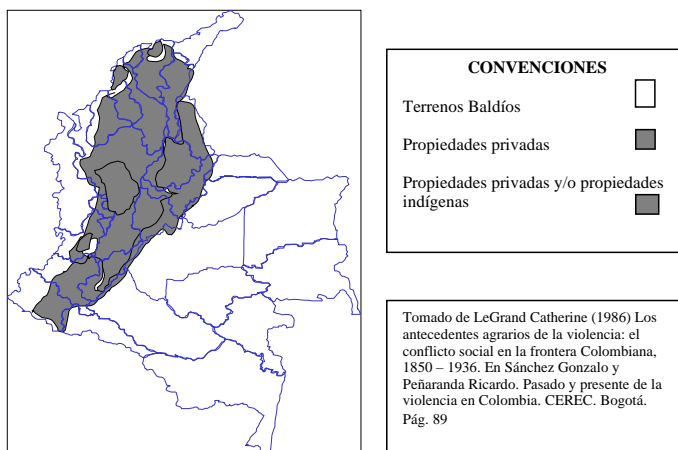 CONVENCIONES
Terrenos Baldíos
Propiedades privadas
Propiedades privadas y/o propiedades
indígenas
Tomado de LeGrand Catherine (1986) Los
antecedentes agrarios de la violencia: el
conflicto social en la frontera Colombiana,
1850 – 1936. En Sánchez Gonzalo y
Peñaranda Ricardo. Pasado y presente de la
violencia en Colombia. CEREC. Bogotá.
Pág. 89